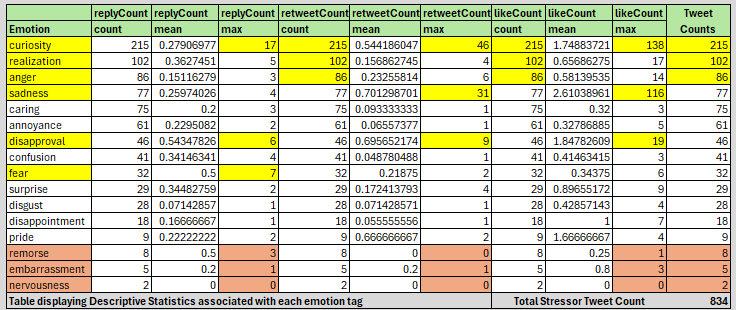 replyCount replyCount replyCount retweetCount retweetCount retweetCount likeCount likeCount likeCount Tweet
Emotion count mean max count mean max count mean max Counts
curiosity 215 0.27906977 17 215 0.544186047 46 215 1.74883721 138 215
realization 102 0.3627451 5 102 0.156862745 4 102 0.65686275 17 102
anger 86 0.15116279 3 86 0.23255814 6 86 0.58139535 14 86
sadness 77 0.25974026 4 77 0.701298701 31 77 2.61038961 116 77
caring 75 0.2 3 75 0.093333333 1 75 0.32 3 75
annoyance 61 0.2295082 2 61 0.06557377 1 61 0.32786885 5 61
disapproval 46 0.54347826 6 46 0.695652174 9 46 1.84782609 19 46
confusion 41 0.34146341 4 41 0.048780488 1 41 0.41463415 3 41
fear 32 0.5 7 32 0.21875 2 32 0.34375 6 32
surprise 29 0.34482759 2 29 0.172413793 4 29 0.89655172 9 29
disgust 28 0.07142857 1 28 0.071428571 1 28 0.42857143 4 28
disappointment 18 0.16666667 1 18 0.055555556 1 18 1 7 18
pride 9 0.22222222 2 9 0.666666667 2 9 1.66666667 4 9
remorse 8 0.5 3 8 0 0 8 0.25 1 8
embarrassment 5 0.2 1 5 0.2 1 5 0.8 3 5
nervousness 2 0 0 2 0 0 2 0 0 2
Table displaying Descriptive Statistics associated with each emotion tag Total Stressor Tweet Count 834